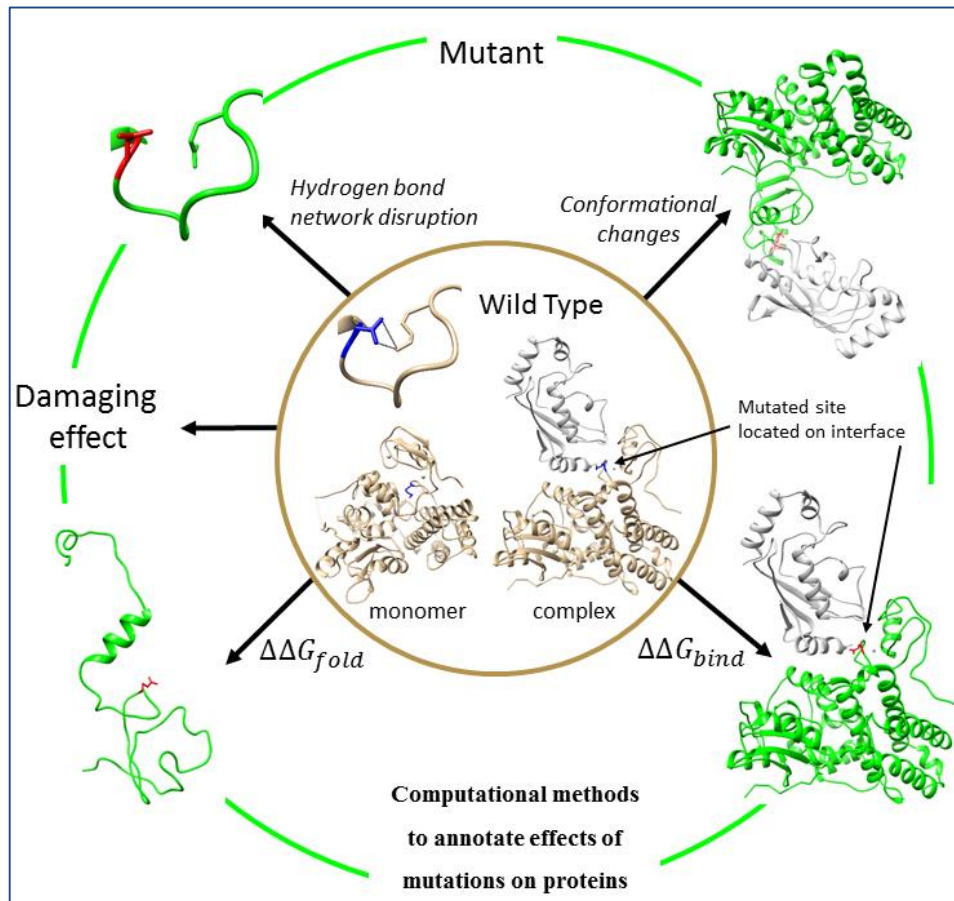 Mutant
Hydrogen bond
network disruption
Conformational
changes
Wild Type
Damaging
effect
Mutated site
located on interface
monomer
complex
ΔΔG_fold
ΔΔG_bind
Computational methods
to annotate effects of
mutations on proteins